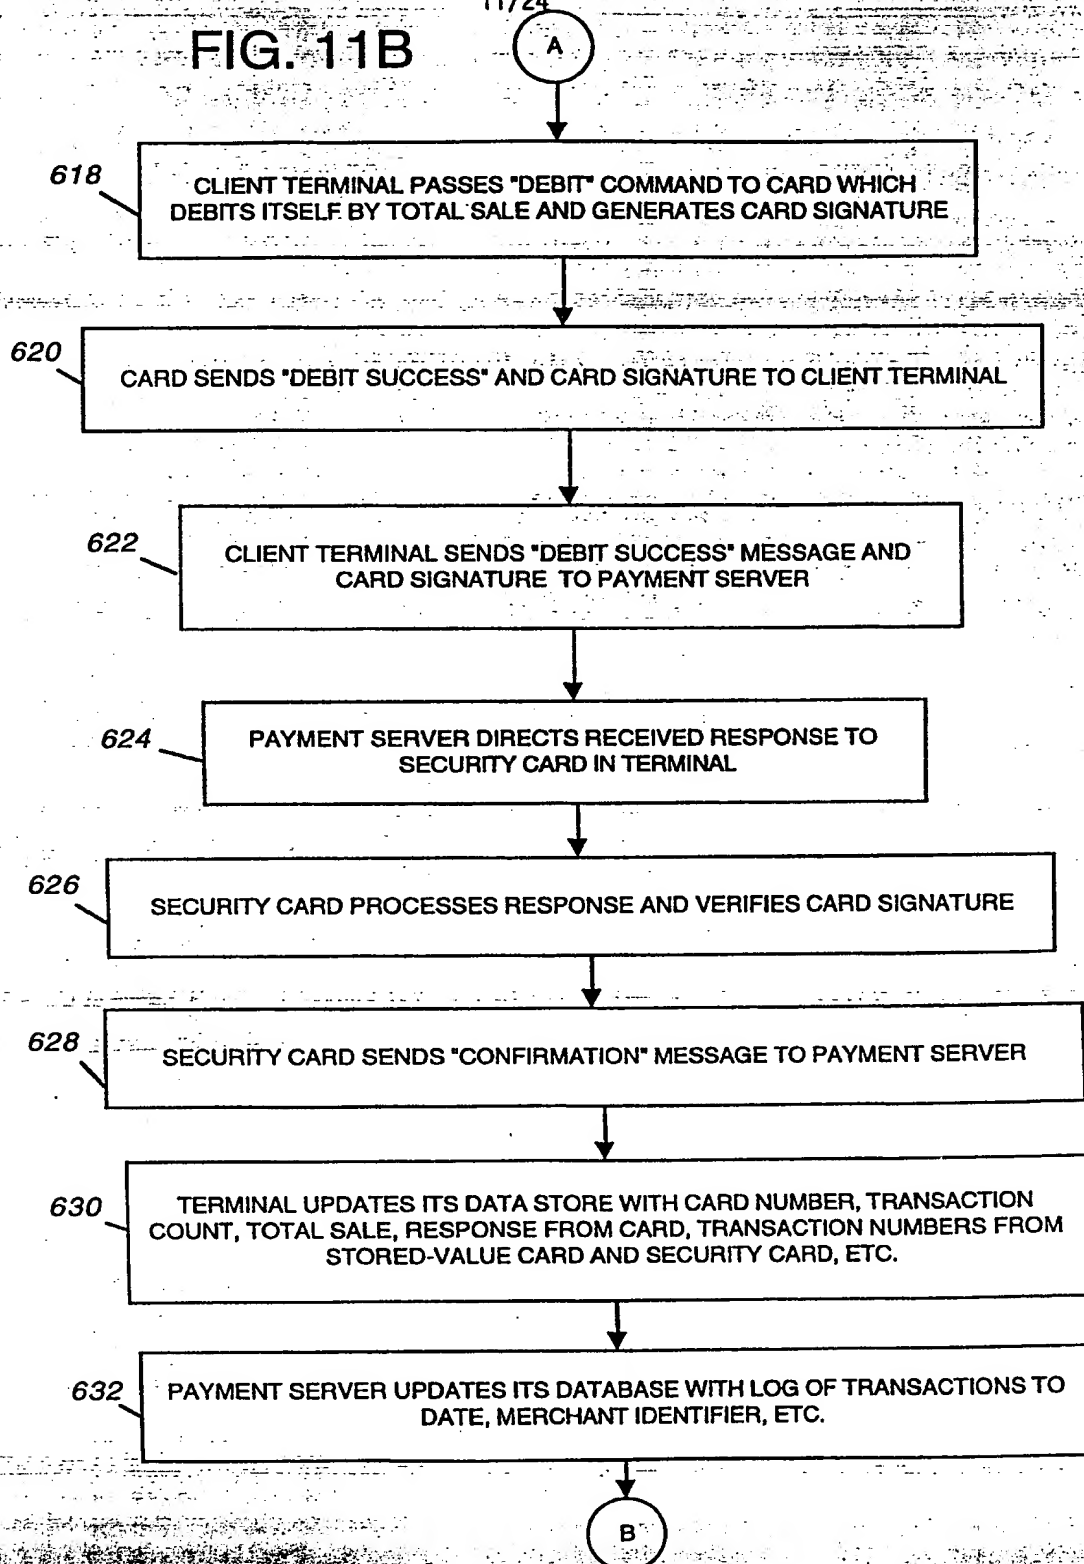 11/24
FIG. 11B
A
618
CLIENT TERMINAL PASSES "DEBIT" COMMAND TO CARD WHICH
DEBITS ITSELF BY TOTAL SALE AND GENERATES CARD SIGNATURE
620
CARD SENDS "DEBIT SUCCESS" AND CARD SIGNATURE TO CLIENT TERMINAL
622
CLIENT TERMINAL SENDS "DEBIT SUCCESS" MESSAGE AND
CARD SIGNATURE TO PAYMENT SERVER
624
PAYMENT SERVER DIRECTS RECEIVED RESPONSE TO
SECURITY CARD IN TERMINAL
626
SECURITY CARD PROCESSES RESPONSE AND VERIFIES CARD SIGNATURE
628
SECURITY CARD SENDS "CONFIRMATION" MESSAGE TO PAYMENT SERVER
630
TERMINAL UPDATES ITS DATA STORE WITH CARD NUMBER, TRANSACTION
COUNT, TOTAL SALE, RESPONSE FROM CARD, TRANSACTION NUMBERS FROM
STORED-VALUE CARD AND SECURITY CARD, ETC.
632
PAYMENT SERVER UPDATES ITS DATABASE WITH LOG OF TRANSACTIONS TO
DATE, MERCHANT IDENTIFIER, ETC.
B